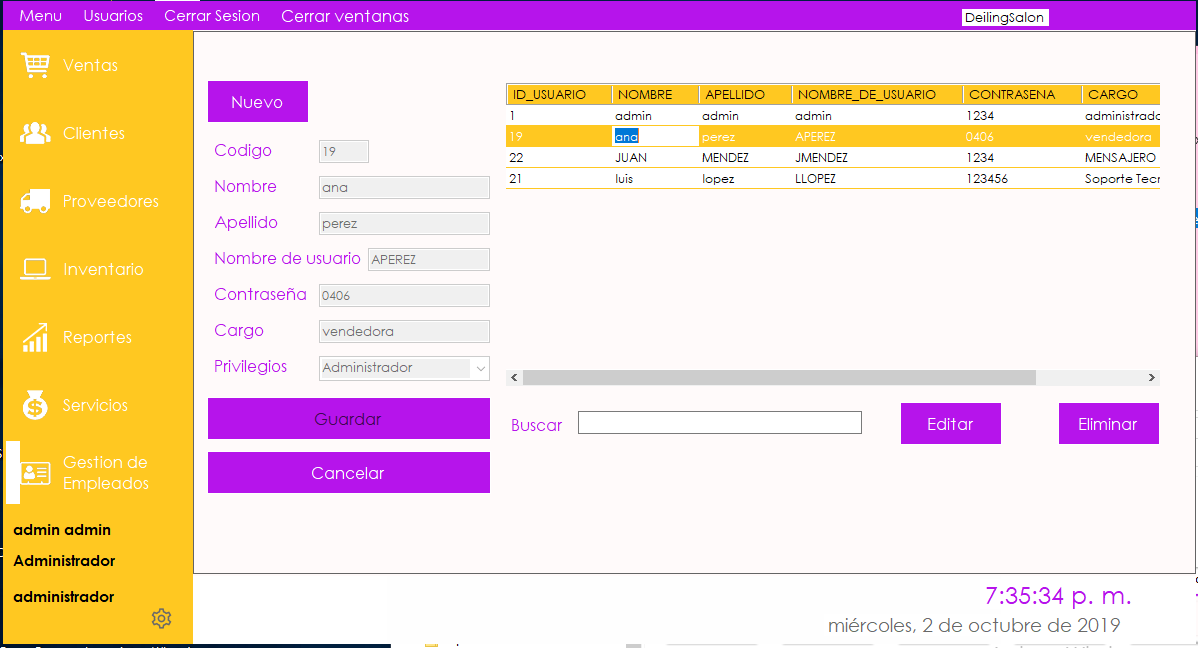 Menu Usuarios Cerrar Sesion Cerrar ventanas DeilingSalon
Ventas
Clientes
Proveedores
Inventario
Reportes
Servicios
Gestion de
Empleados
admin admin
Administrador
administrador
Nuevo
Codigo 19
Nombre ana
Apellido perez
Nombre de usuario APEREZ
Contraseña 0406
Cargo vendedora
Privilegios Administrador
Guardar
Cancelar
ID_USUARIO NOMBRE APELLIDO NOMBRE_DE_USUARIO CONTRASENA CARGO
1 admin admin admin 1234 administrado
19 ana perez APEREZ 0406 vendedora
22 JUAN MENDEZ JMENDEZ 1234 MENSAJERO
21 luis lopez LLOPEZ 123456 Soporte Tecr
Buscar Editar Eliminar
7:35:34 p. m.
miércoles, 2 de octubre de 2019